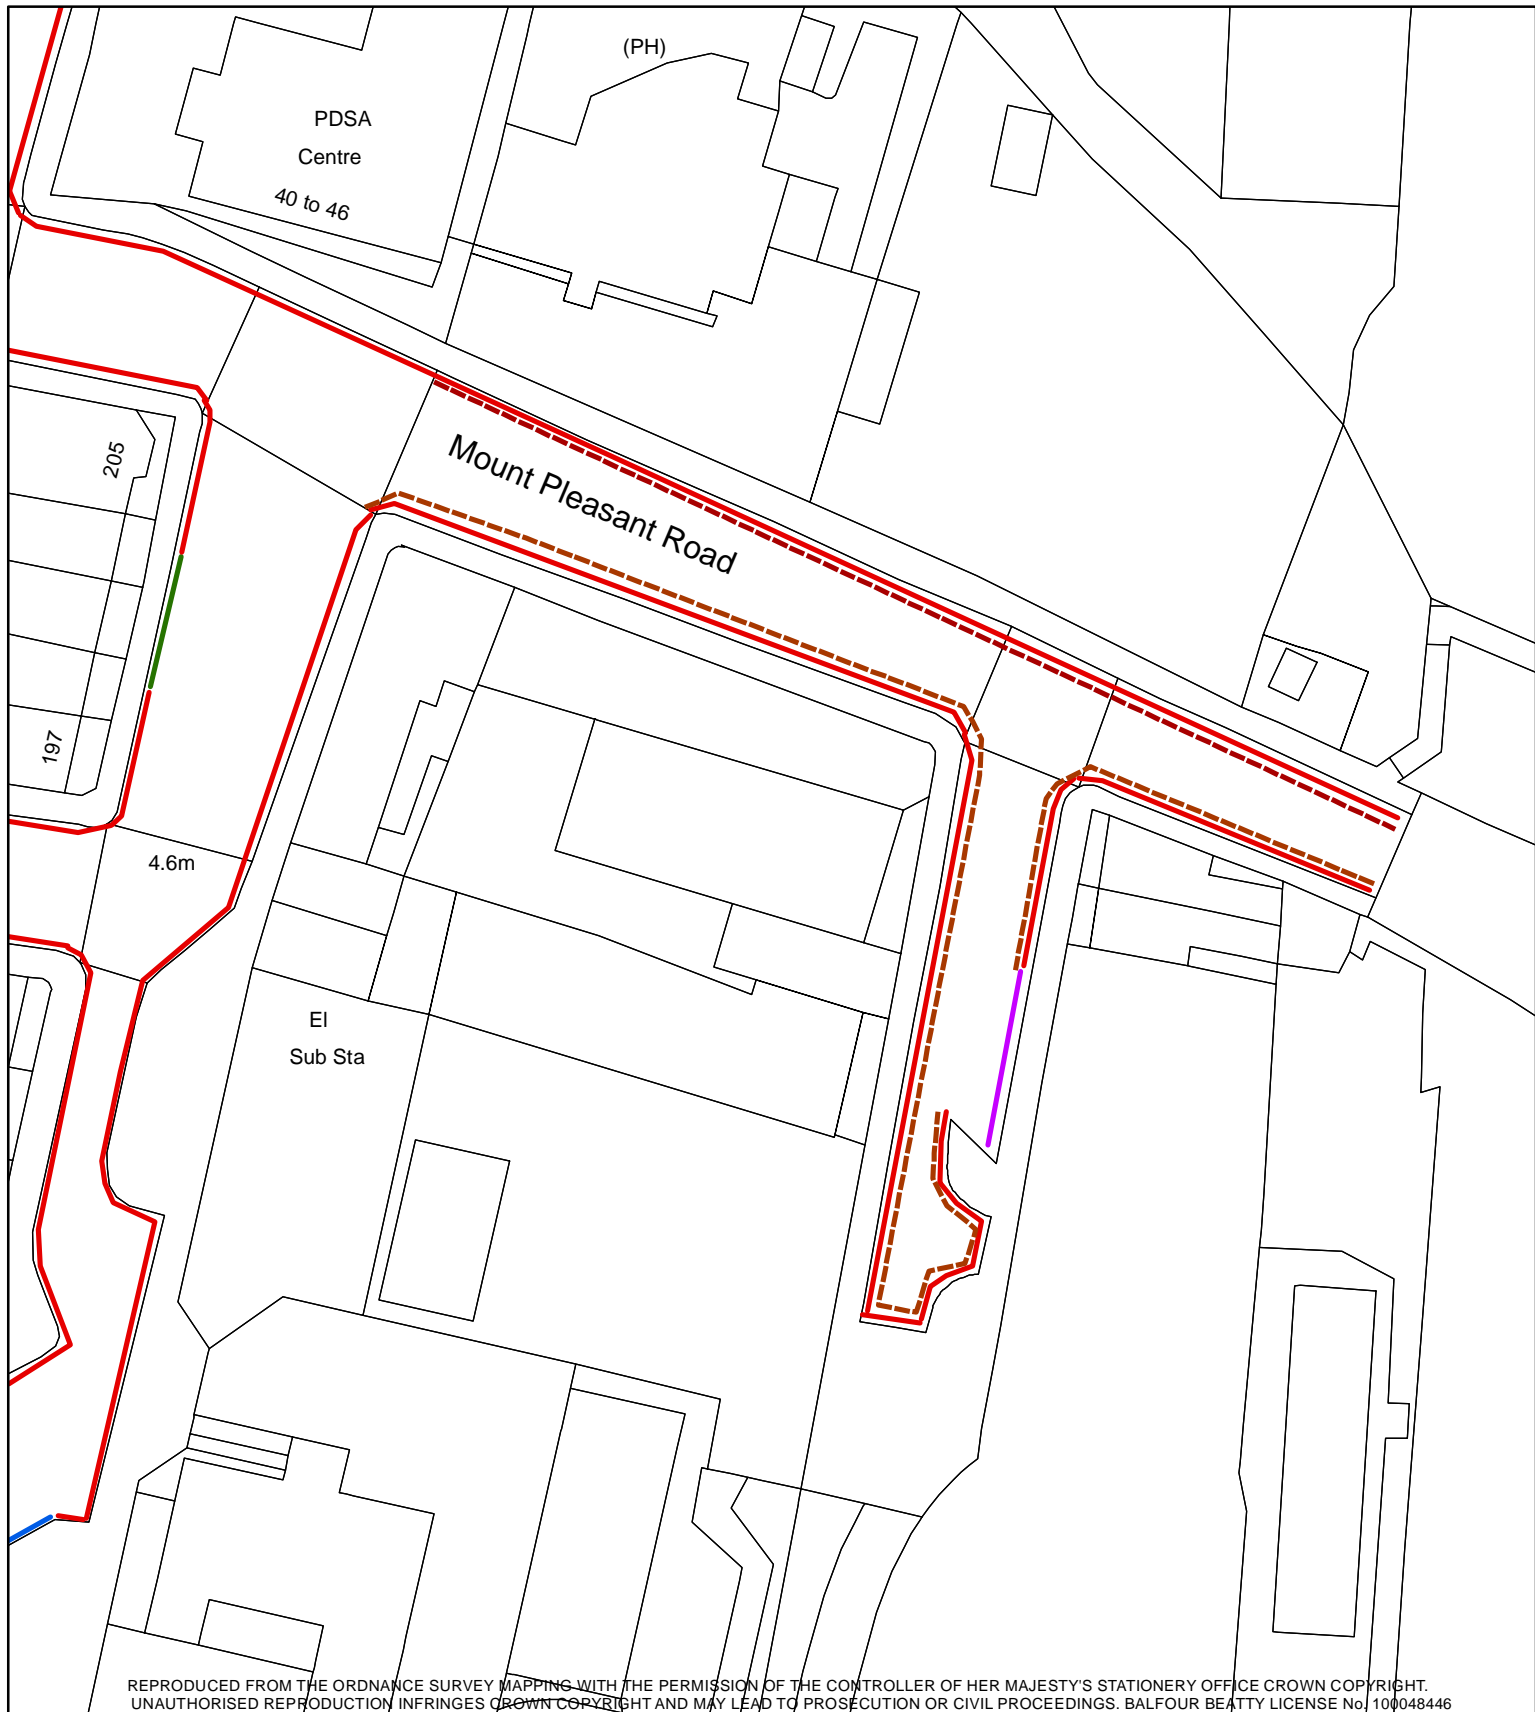 (PH)
PDSA
Centre
40 to 46
205
Mount Pleasant Road
197
4.6m
El
Sub Sta
REPRODUCED FROM THE ORDNANCE SURVEY MAPPING WITH THE PERMISSION OF THE CONTROLLER OF HER MAJESTY'S STATIONERY OFFICE CROWN COPYRIGHT.
UNAUTHORISED REPRODUCTION INFRINGES CROWN COPYRIGHT AND MAY LEAD TO PROSECUTION OR CIVIL PROCEEDINGS. BALFOUR BEATTY LICENSE No. 100048446